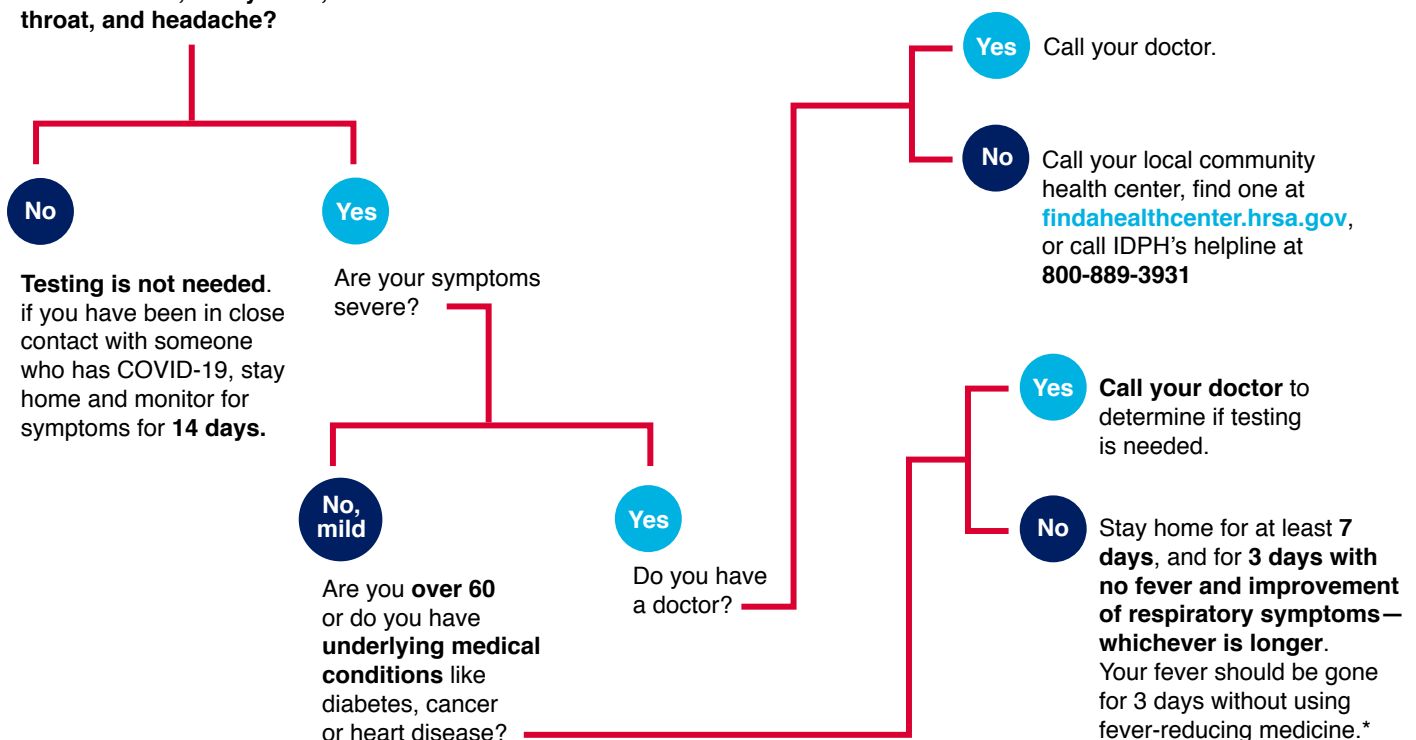 throat, and headache?
No
Yes
Testing is not needed.
if you have been in close
contact with someone
who has COVID-19, stay
home and monitor for
symptoms for 14 days.
Are your symptoms
severe?
No,
mild
Yes
Are you over 60
or do you have
underlying medical
conditions like
diabetes, cancer
or heart disease?
Do you have
a doctor?
Yes
Call your doctor.
No
Call your local community
health center, find one at
findahealthcenter.hrsa.gov,
or call IDPH’s helpline at
800-889-3931
Yes
Call your doctor to
determine if testing
is needed.
No
Stay home for at least 7
days, and for 3 days with
no fever and improvement
of respiratory symptoms—
whichever is longer.
Your fever should be gone
for 3 days without using
fever-reducing medicine.*